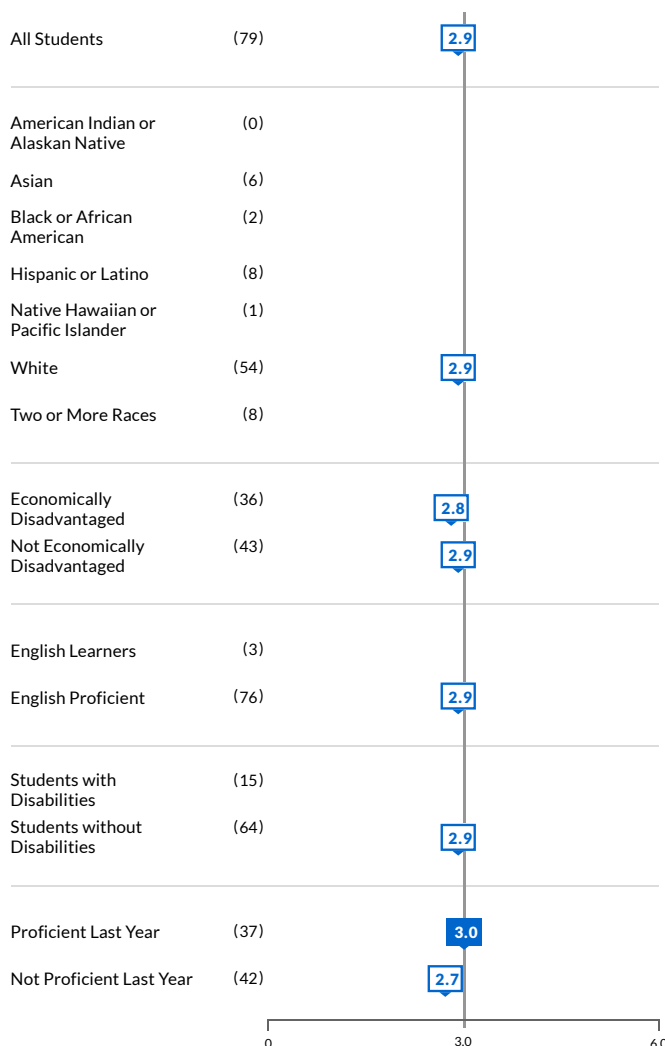 All Students (79) 2.9
American Indian or (0)
Alaskan Native
Asian (6)
Black or African (2)
American
Hispanic or Latino (8)
Native Hawaiian or (1)
Pacific Islander
White (54) 2.9
Two or More Races (8)
Economically (36) 2.8
Disadvantaged
Not Economically (43) 2.9
Disadvantaged
English Learners (3)
English Proficient (76) 2.9
Students with (15)
Disabilities
Students without (64) 2.9
Disabilities
Proficient Last Year (37) 3.0
Not Proficient Last Year (42) 2.7
0 3.0 6.0